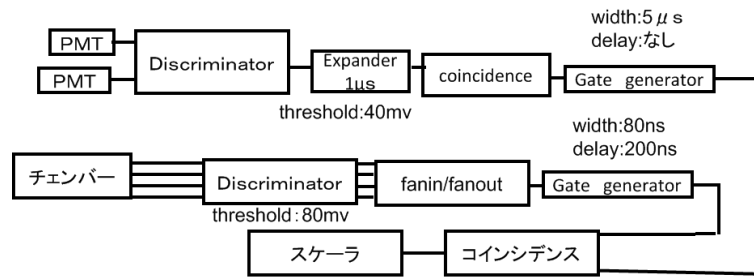 width:5μs
delay:なし
PMT
PMT
Discriminator
Expander
1μs
coincidence
Gate generator
threshold:40mv
width:80ns
delay:200ns
チェンバー
Discriminator
fanin/fanout
Gate generator
threshold:80mv
スケーラ
コインシデンス